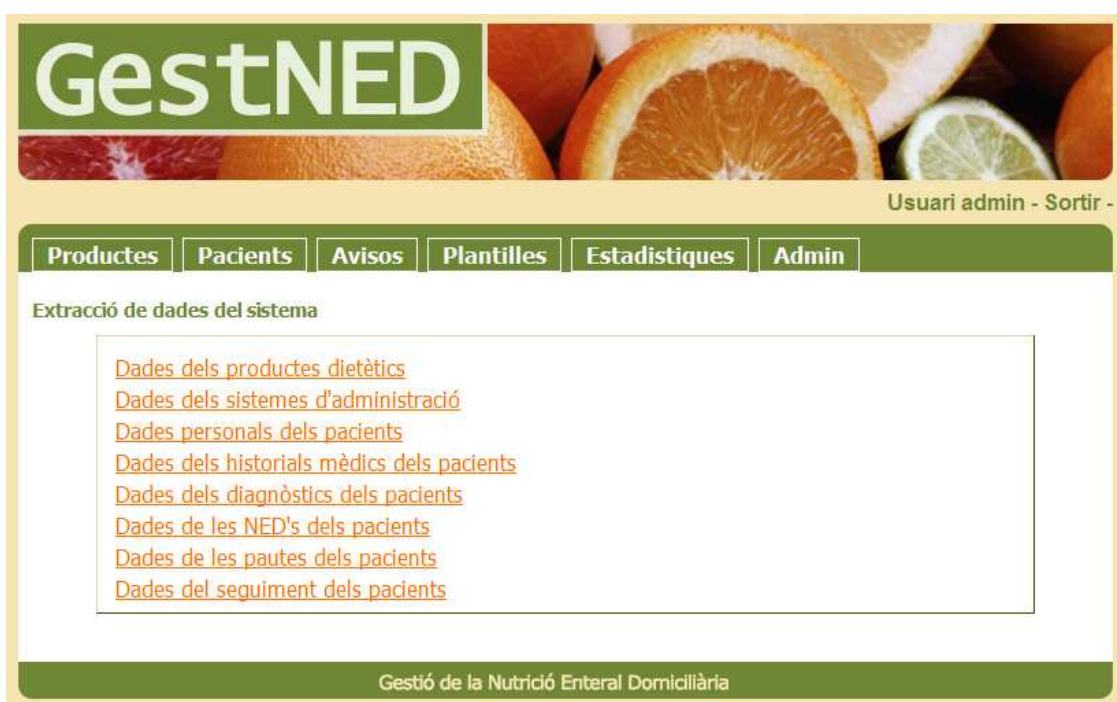 GestNED
Usuari admin - Sortir -
Productes Pacients Avisos Plantilles Estadistiques Admin
Extracció de dades del sistema
Dades dels productes dietètics
Dades dels sistemes d'administració
Dades personals dels pacients
Dades dels historials mèdics dels pacients
Dades dels diagnòstics dels pacients
Dades de les NED's dels pacients
Dades de les pautes dels pacients
Dades del seguiment dels pacients
Gestió de la Nutrició Enteral Domiciliària